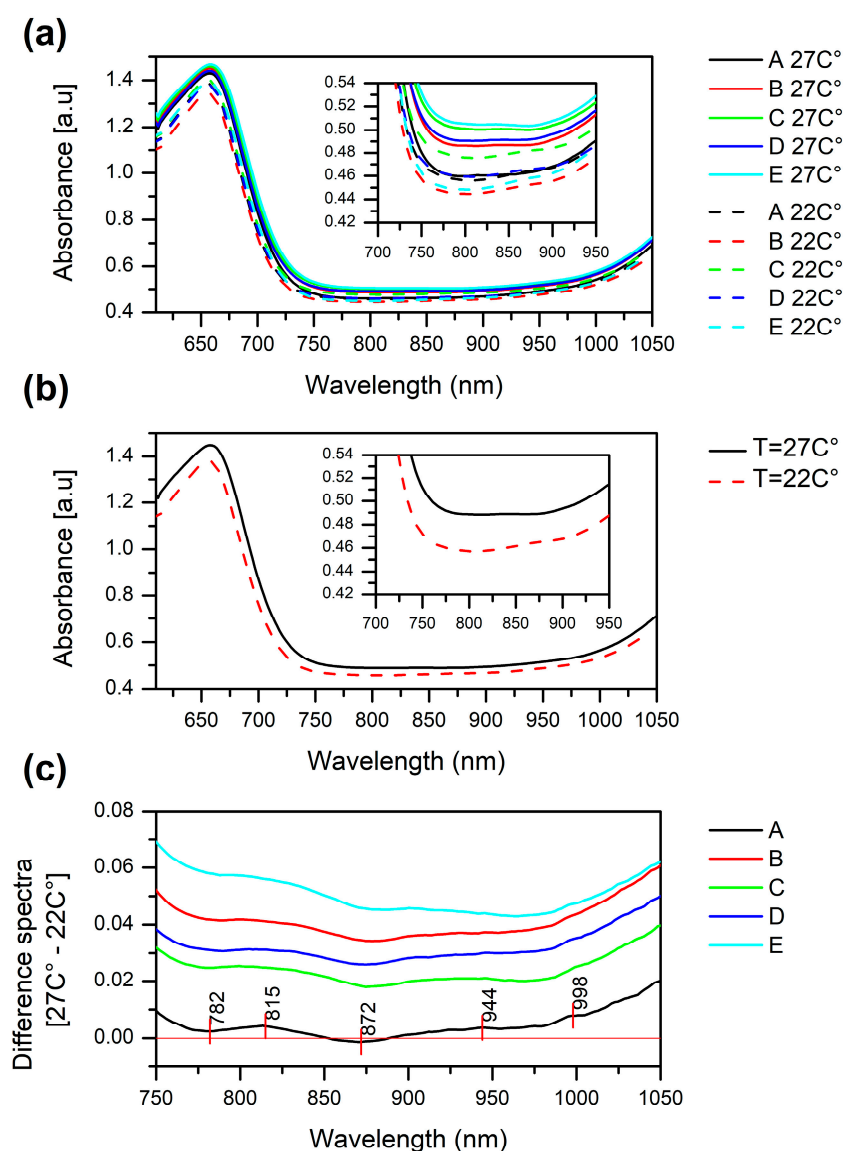 (a)
Absorbance [a.u]
1.4
1.2
1.0
0.8
0.6
0.4
650 700 750 800 850 900 950 1000 1050
Wavelength (nm)
0.54
0.52
0.50
0.48
0.46
0.44
0.42
700 750 800 850 900 950
A 27C°
B 27C°
C 27C°
D 27C°
E 27C°
A 22C°
B 22C°
C 22C°
D 22C°
E 22C°
(b)
Absorbance [a.u]
1.4
1.2
1.0
0.8
0.6
0.4
650 700 750 800 850 900 950 1000 1050
Wavelength (nm)
0.54
0.52
0.50
0.49
0.48
0.46
0.44
0.42
700 750 800 850 900 950
T=27C°
T=22C°
(c)
Difference spectra
[27C° - 22C°]
0.08
0.06
0.04
0.02
0.00
782
815
872
944
998
750 800 850 900 950 1000 1050
Wavelength (nm)
A
B
C
D
E